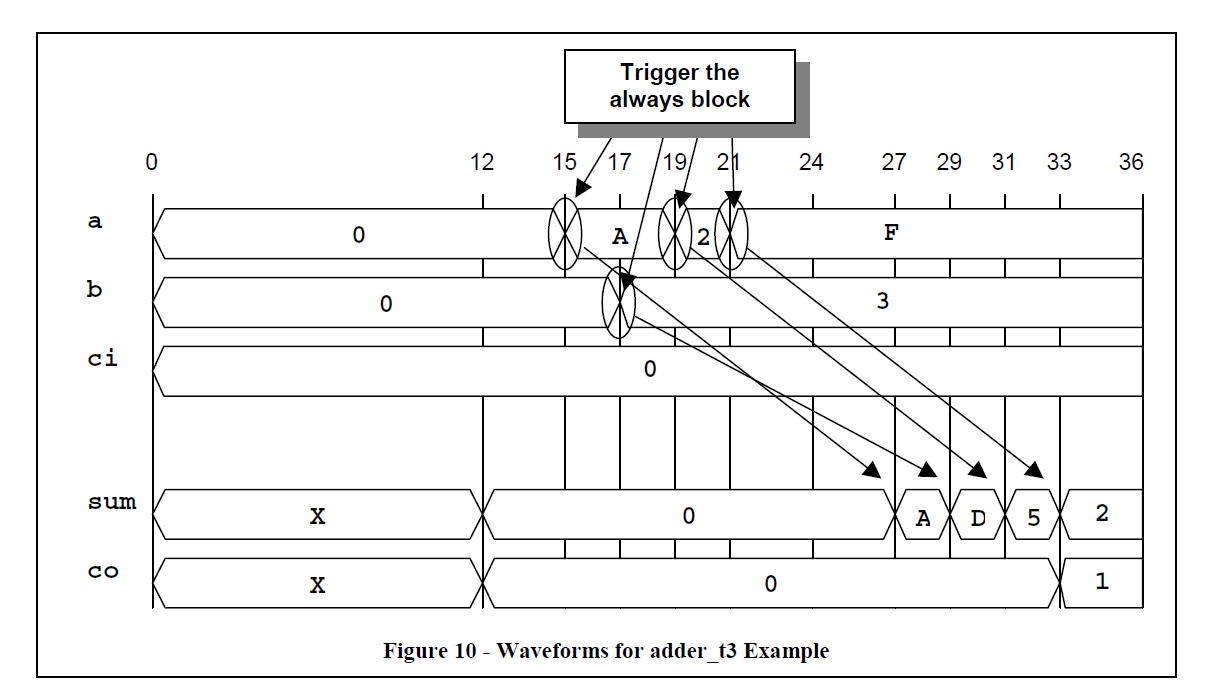 Trigger the
always block
0 12 15 17 19 21 24 27 29 31 33 36
a 0 A 2 F
b 0 3
ci 0
sum X 0 A D 5 2
co X 0 1
Figure 10 - Waveforms for adder_t3 Example